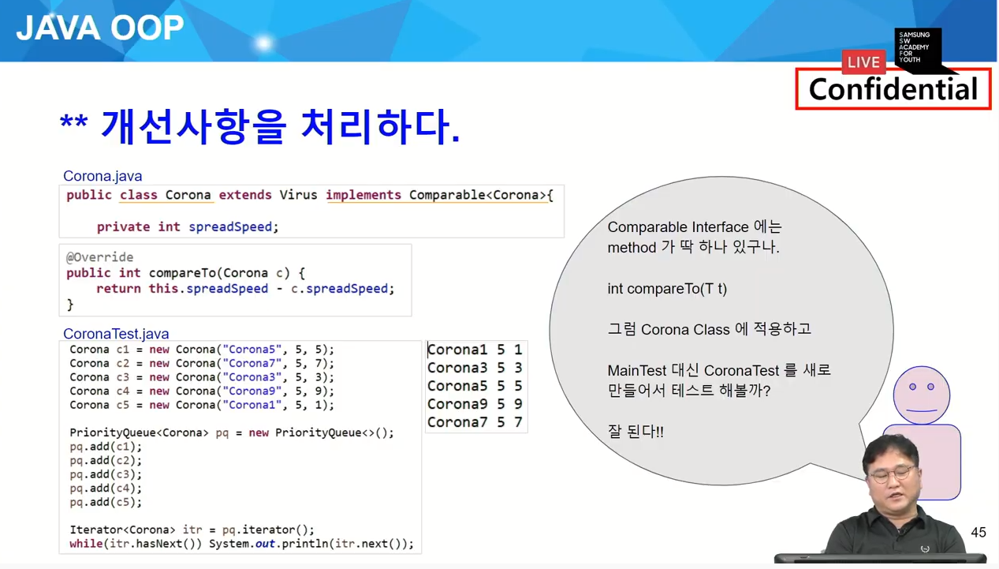 JAVA OOP
SAMSUNG
SW
ACADEMY
FOR
YOUTH
LIVE
Confidential
** 개선사항을 처리하다.
Corona.java
public class Corona extends Virus implements Comparable<Corona>{
private int spreadSpeed;
@Override
public int compareTo(Corona c) {
return this.spreadSpeed - c.spreadSpeed;
}
CoronaTest.java
Corona c1 = new Corona("Corona5", 5, 5);
Corona c2 = new Corona("Corona7", 5, 7);
Corona c3 = new Corona("Corona3", 5, 3);
Corona c4 = new Corona("Corona9", 5, 9);
Corona c5 = new Corona("Corona1", 5, 1);
PriorityQueue<Corona> pq = new PriorityQueue<>();
pq.add(c1);
pq.add(c2);
pq.add(c3);
pq.add(c4);
pq.add(c5);
Iterator<Corona> itr = pq.iterator();
while(itr.hasNext()) System.out.println(itr.next());
Corona1 5 1
Corona3 5 3
Corona5 5 5
Corona9 5 9
Corona7 5 7
Comparable Interface 에는
method 가 딱 하나 있구나.
int compareTo(T t)
그럼 Corona Class 에 적용하고
MainTest 대신 CoronaTest 를 새로
만들어서 테스트 해볼까?
잘 된다!!
45